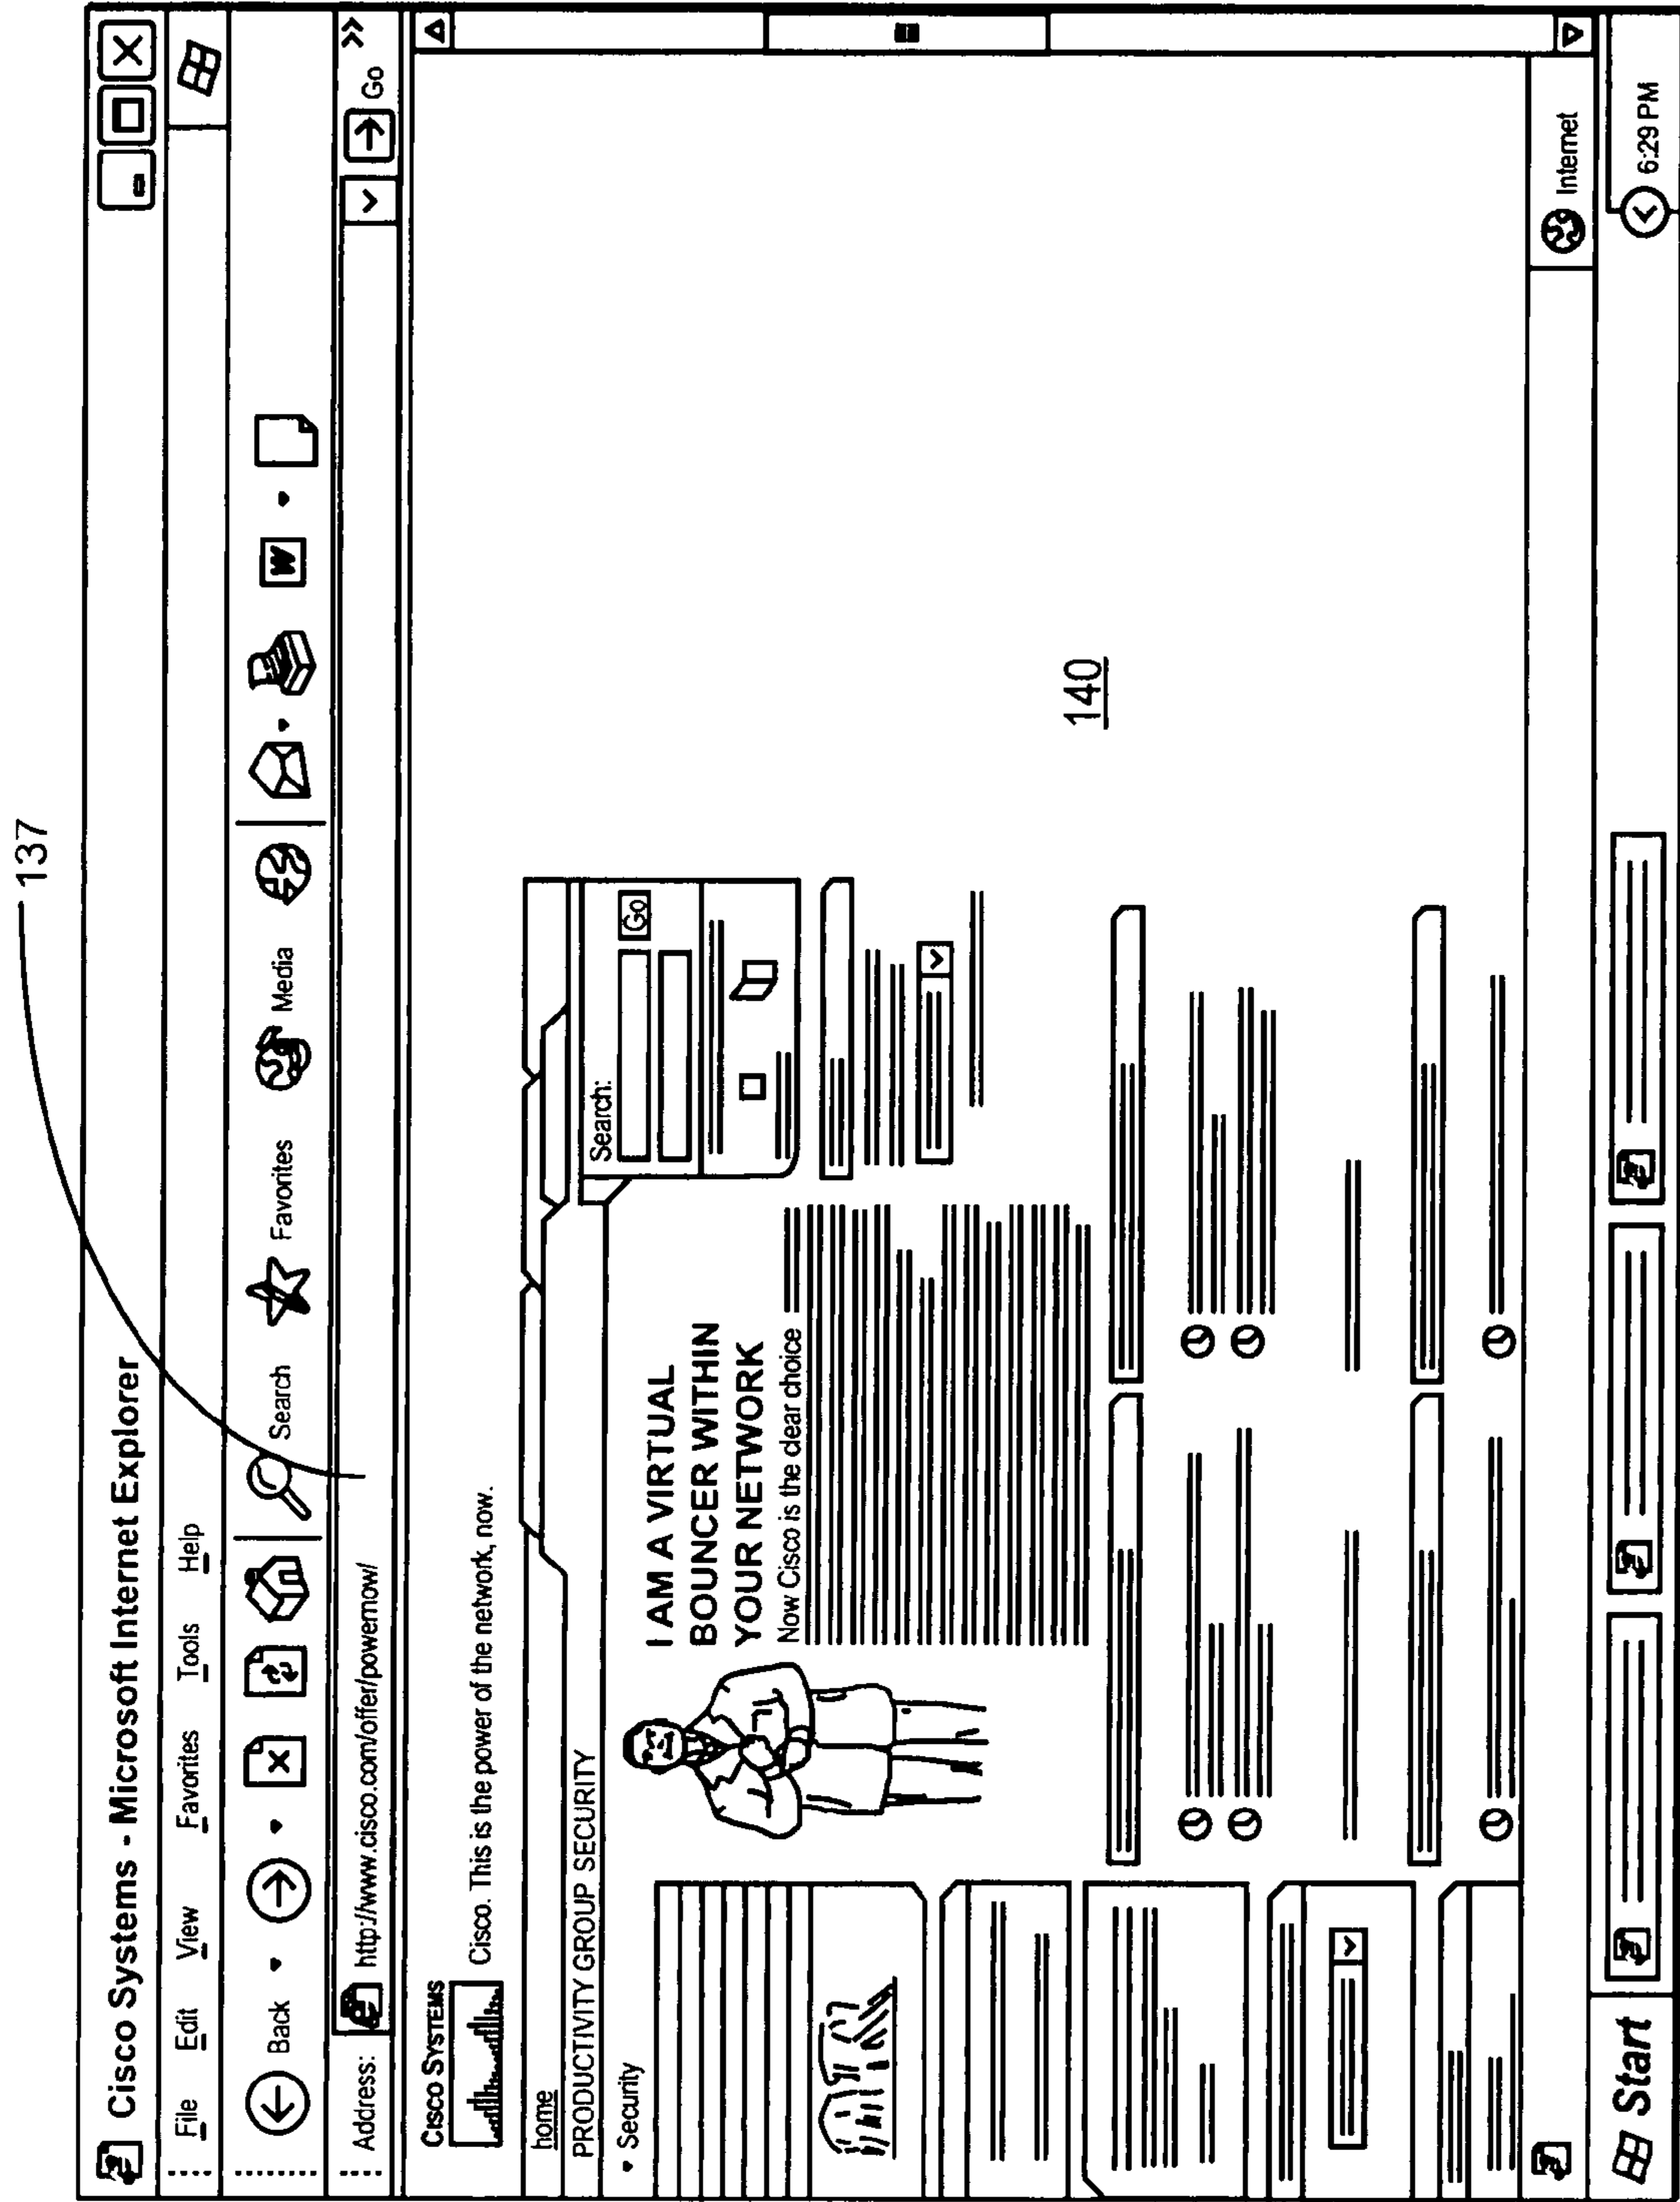 137
Cisco Systems - Microsoft Internet Explorer
File Edit View Favorites Tools Help
Back Search Favorites Media W
Address: http://www.cisco.com/offer/powernow/ Go >>
CISCO SYSTEMS
Cisco. This is the power of the network, now.
home
PRODUCTIVITY GROUP SECURITY
Search:
Go
• Security
I AM A VIRTUAL
BOUNCER WITHIN
YOUR NETWORK
Now Cisco is the clear choice
140
Internet
Start 6:29 PM